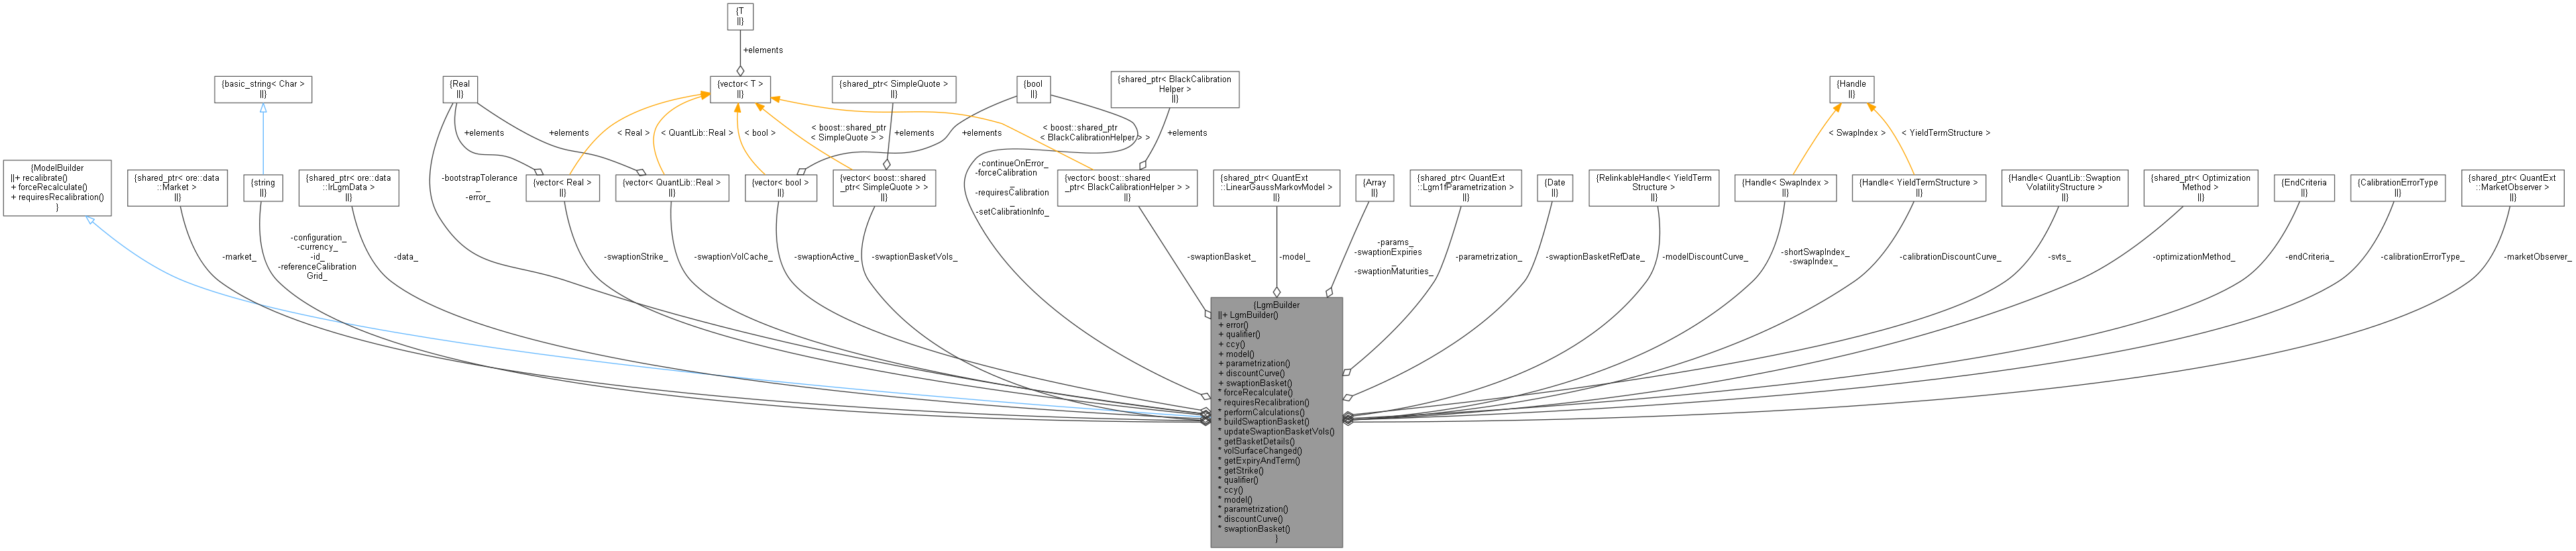 {T
||}
+elements
{basic_string< Char >
||}
{Real
||}
{vector< T >
||}
{shared_ptr< SimpleQuote >
||}
{bool
||}
{shared_ptr< BlackCalibration
Helper >
||}
{Handle
||}
+elements
+elements
< Real >
< QuantLib::Real >
< bool >
< boost::shared_ptr
< SimpleQuote > >
+elements
+elements
< boost::shared_ptr
< BlackCalibrationHelper > >
+elements
< SwapIndex >
< YieldTermStructure >
{ModelBuilder
||+ recalibrate()
+ forceRecalculate()
+ requiresRecalibration()
}
{shared_ptr< ore::data
::Market >
||}
{string
||}
{shared_ptr< ore::data
::IrLgmData >
||}
-bootstrapTolerance
_
-error_
{vector< Real >
||}
{vector< QuantLib::Real >
||}
{vector< bool >
||}
{vector< boost::shared
_ptr< SimpleQuote > >
||}
-continueOnError_
-forceCalibration
_
-requiresCalibration
_
-setCalibrationInfo_
{vector< boost::shared
_ptr< BlackCalibrationHelper > >
||}
{shared_ptr< QuantExt
::LinearGaussMarkovModel >
||}
{Array
||}
{shared_ptr< QuantExt
::Lgm1fParametrization >
||}
{Date
||}
{RelinkableHandle< YieldTerm
Structure >
||}
{Handle< SwapIndex >
||}
{Handle< YieldTermStructure >
||}
{Handle< QuantLib::Swaption
VolatilityStructure >
||}
{shared_ptr< Optimization
Method >
||}
{EndCriteria
||}
{CalibrationErrorType
||}
{shared_ptr< QuantExt
::MarketObserver >
||}
-market_
-configuration_
-currency_
-id_
-referenceCalibration
Grid_
-data_
-swaptionStrike_
-swaptionVolCache_
-swaptionActive_
-swaptionBasketVols_
-swaptionBasket_
-model_
-params_
-swaptionExpiries
_
-swaptionMaturities_
-parametrization_
-swaptionBasketRefDate_
-modelDiscountCurve_
-shortSwapIndex_
-swapIndex_
-calibrationDiscountCurve_
-svts_
-optimizationMethod_
-endCriteria_
-calibrationErrorType_
-marketObserver_
{LgmBuilder
||+ LgmBuilder()
+ error()
+ qualifier()
+ ccy()
+ model()
+ parametrization()
+ discountCurve()
+ swaptionBasket()
* forceRecalculate()
* requiresRecalibration()
* performCalculations()
* buildSwaptionBasket()
* updateSwaptionBasketVols()
* getBasketDetails()
* volSurfaceChanged()
* getExpiryAndTerm()
* getStrike()
* qualifier()
* ccy()
* model()
* parametrization()
* discountCurve()
* swaptionBasket()
}